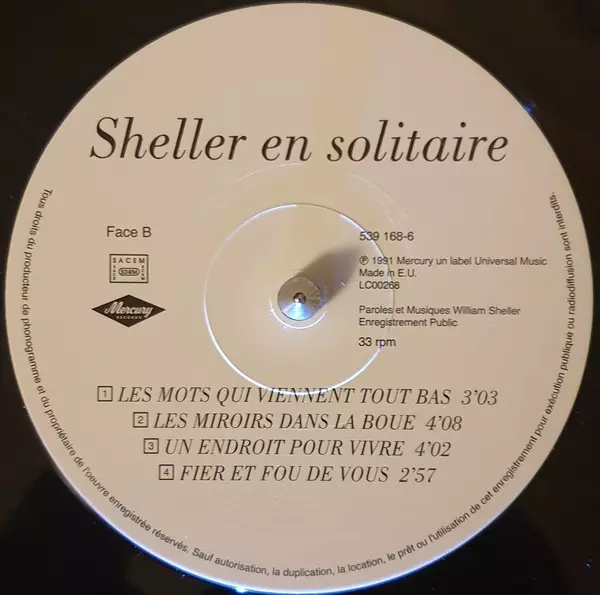 Sheller en solitaire
Face B
539 168-6
SACEM
SDRM
Mercury
RECORDS
℗ 1991 Mercury un label Universal Music
Made in E.U.
LC00268
Paroles et Musiques William Sheller
Enregistrement Public
33 rpm
1 LES MOTS QUI VIENNENT TOUT BAS 3'03
2 LES MIROIRS DANS LA BOUE 4'08
3 UN ENDROIT POUR VIVRE 4'02
4 FIER ET FOU DE VOUS 2'57
Tous droits du producteur de phonogramme et du propriétaire de l'oeuvre enregistrée réservés. Sauf autorisation, la duplication, la location, le prêt ou l'utilisation de cet enregistrement pour exécution publique ou radiodiffusion sont interdits.